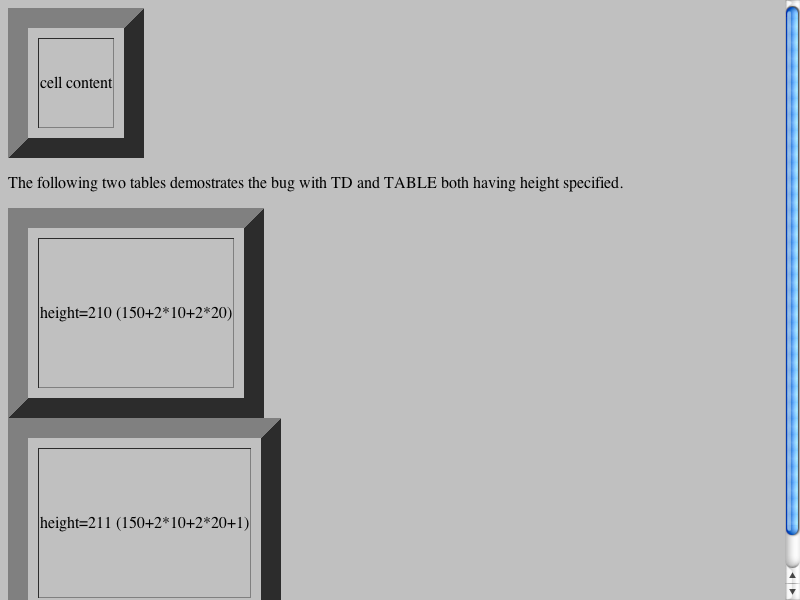 cell content
The following two tables demostrates the bug with TD and TABLE both having height specified.
height=210 (150+2*10+2*20)
height=211 (150+2*10+2*20+1)